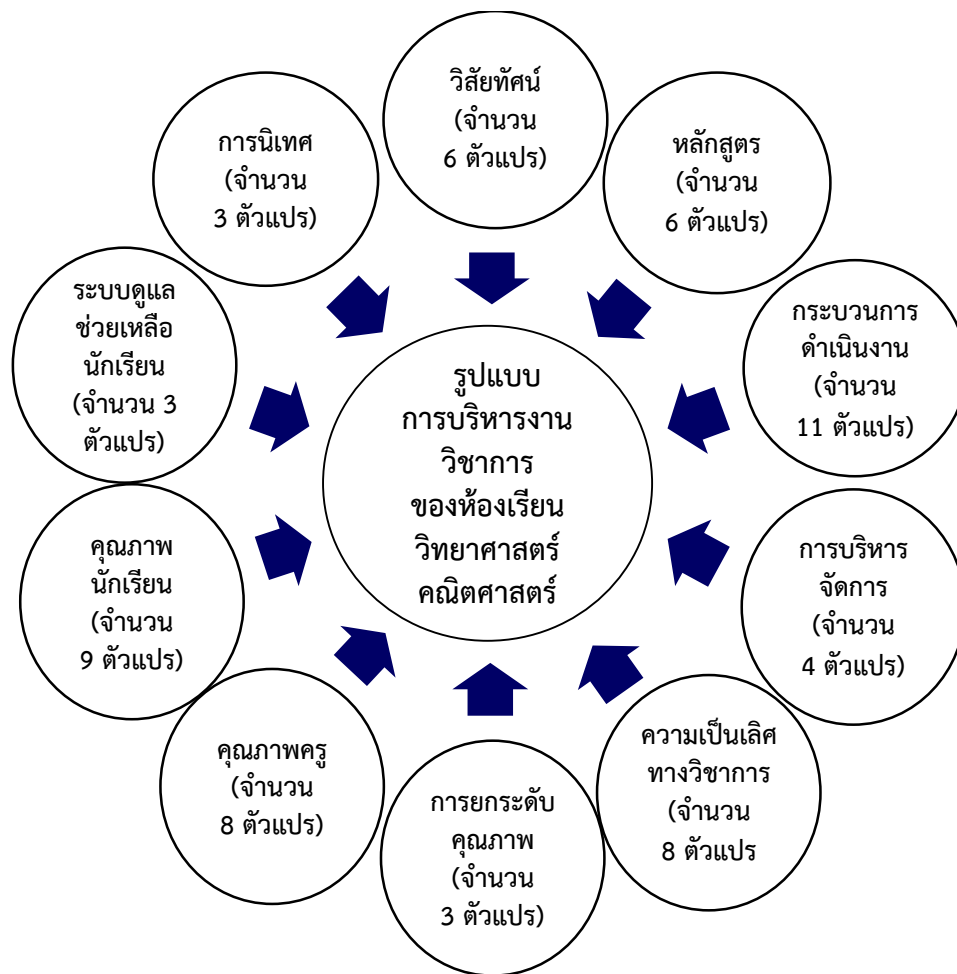 วิสัยทัศน์
(จำนวน
6 ตัวแปร)
หลักสูตร
(จำนวน
6 ตัวแปร)
กระบวนการ
ดำเนินงาน
(จำนวน
11 ตัวแปร)
การบริหาร
จัดการ
(จำนวน
4 ตัวแปร)
ความเป็นเลิศ
ทางวิชาการ
(จำนวน
8 ตัวแปร
การยกระดับ
คุณภาพ
(จำนวน
3 ตัวแปร)
คุณภาพครู
(จำนวน
8 ตัวแปร)
คุณภาพ
นักเรียน
(จำนวน
9 ตัวแปร)
ระบบดูแล
ช่วยเหลือ
นักเรียน
(จำนวน 3
ตัวแปร)
การนิเทศ
(จำนวน
3 ตัวแปร)
รูปแบบ
การบริหารงาน
วิชาการ
ของห้องเรียน
วิทยาศาสตร์
คณิตศาสตร์